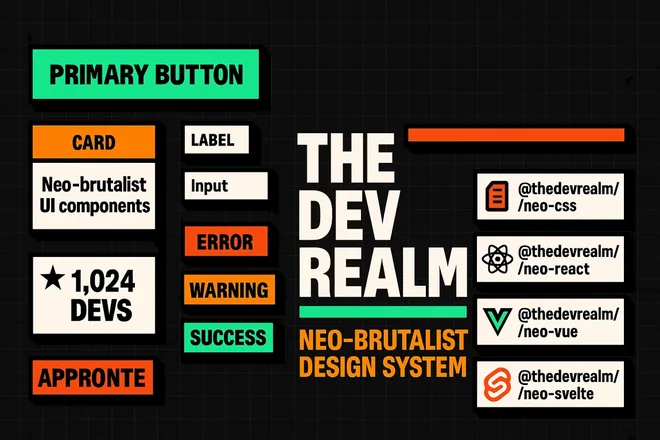 PRIMARY BUTTON
CARD
Neo-brutalist
UI components
★ 1,024
DEVS
APPRONTE
LABEL
Input
ERROR
WARNING
SUCCESS
THE
DEV
REALM
NEO-BRUTALIST
DESIGN SYSTEM
@thedevrealm/
/neo-css
@thedevrealm/
/neo-react
@thedevrealm/
/neo-vue
@thedevrealm/
/neo-svelte